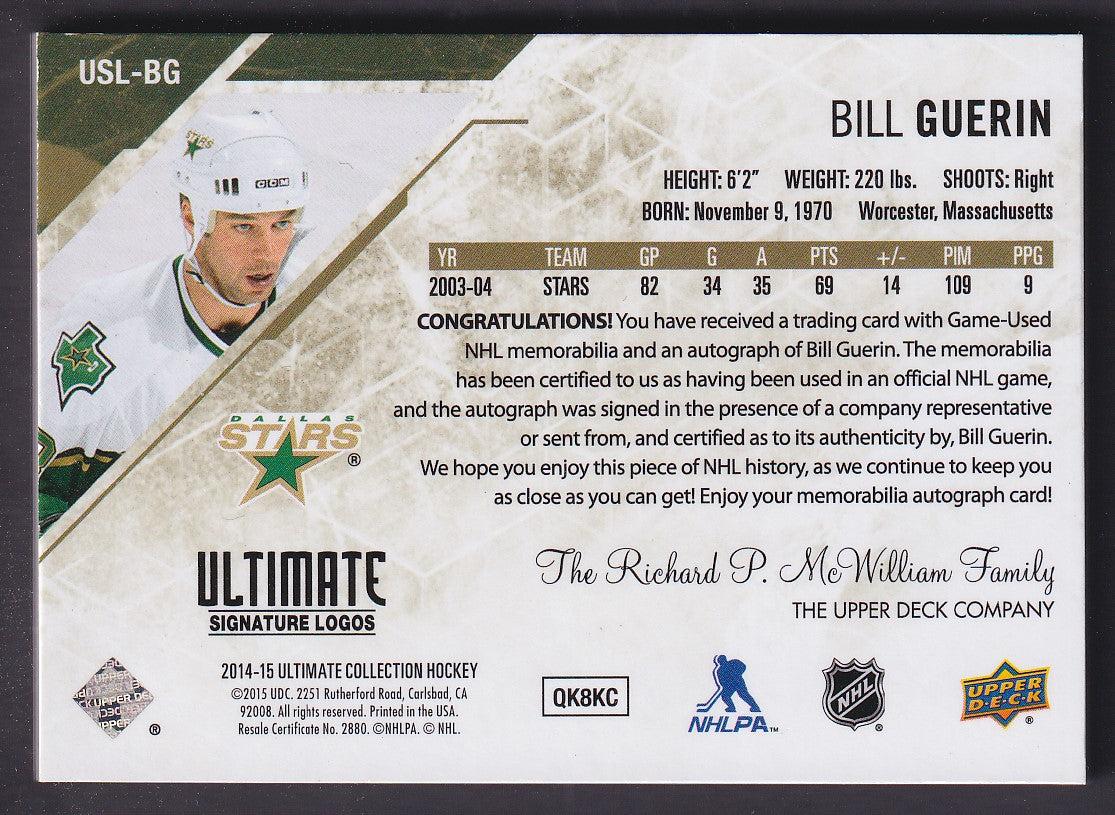 USL-BG
STARS
CCM
BILL GUERIN
HEIGHT: 6'2" WEIGHT: 220 lbs. SHOOTS: Right
BORN: November 9, 1970 Worcester, Massachusetts
YR TEAM GP G A PTS +/- PIM PPG
2003-04 STARS 82 34 35 69 14 109 9
CONGRATULATIONS! You have received a trading card with Game-Used
NHL memorabilia and an autograph of Bill Guerin. The memorabilia
has been certified to us as having been used in an official NHL game,
and the autograph was signed in the presence of a company representative
or sent from, and certified as to its authenticity by, Bill Guerin.
We hope you enjoy this piece of NHL history, as we continue to keep you
as close as you can get! Enjoy your memorabilia autograph card!
DALLAS
STARS®
The Richard P. McWilliam Family
THE UPPER DECK COMPANY
ULTIMATE
SIGNATURE LOGOS
2014-15 ULTIMATE COLLECTION HOCKEY
©2015 UDC. 2251 Rutherford Road, Carlsbad, CA
92008. All rights reserved. Printed in the USA.
Resale Certificate No. 2880. ©NHLPA. © NHL.
UPPER DE
®
QK8KC
NHLPA™
NHL®
UPPER
D·E·C·K®